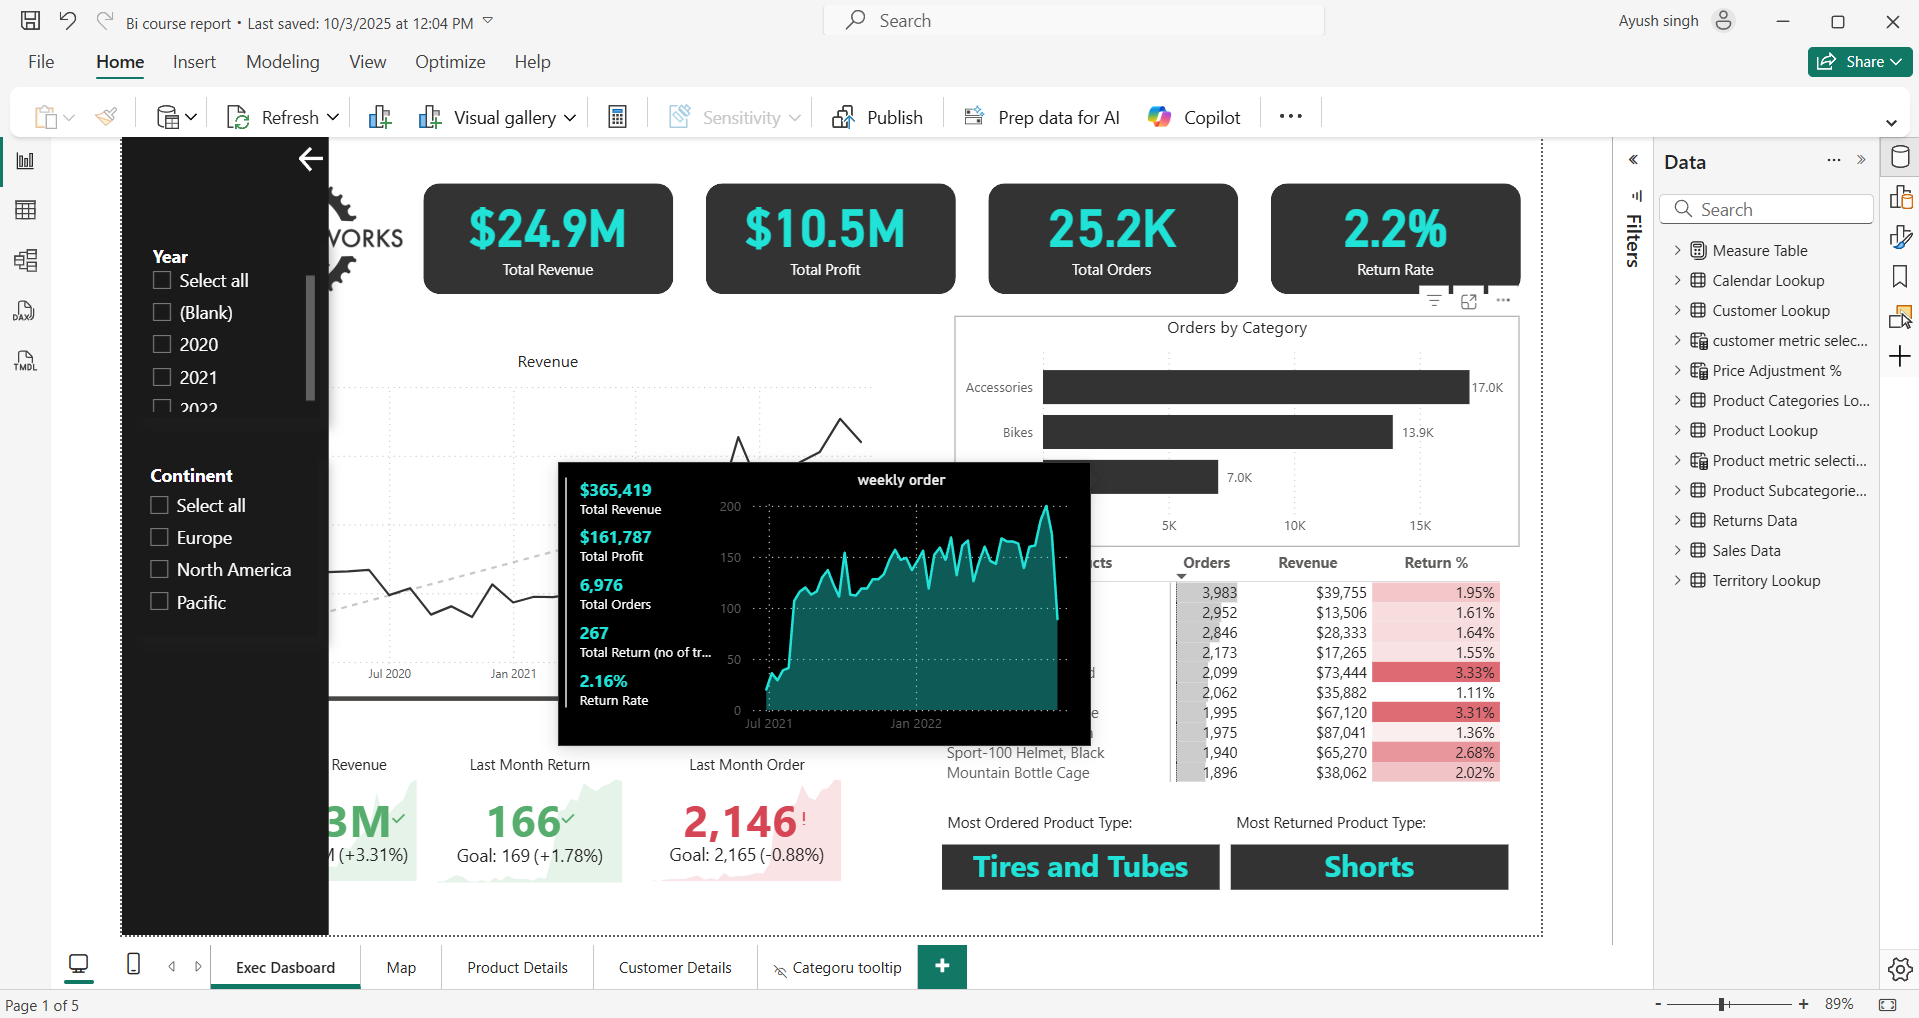 Bi course report • Last saved: 10/3/2025 at 12:04 PM
Search
Ayush singh
File
Home
Insert
Modeling
View
Optimize
Help
Share
Refresh
Visual gallery
Sensitivity
Publish
Prep data for AI
Copilot
DAX
TMDL
Year
Select all
(Blank)
2020
2021
2022
Continent
Select all
Europe
North America
Pacific
WORKS
$24.9M
Total Revenue
$10.5M
Total Profit
25.2K
Total Orders
2.2%
Return Rate
Revenue
Jul 2020
Jan 2021
Orders by Category
Accessories
17.0K
Bikes
13.9K
7.0K
5K
10K
15K
weekly order
$365,419
Total Revenue
$161,787
Total Profit
6,976
Total Orders
267
Total Return (no of tr...
2.16%
Return Rate
200
150
100
50
0
Jul 2021
Jan 2022
cts Orders Revenue Return %
3,983 $39,755 1.95%
2,952 $13,506 1.61%
2,846 $28,333 1.64%
2,173 $17,265 1.55%
d 2,099 $73,444 3.33%
2,062 $35,882 1.11%
e 1,995 $67,120 3.31%
1,975 $87,041 1.36%
Sport-100 Helmet, Black 1,940 $65,270 2.68%
Mountain Bottle Cage 1,896 $38,062 2.02%
Revenue
3M
(+3.31%)
Last Month Return
166
Goal: 169 (+1.78%)
Last Month Order
2,146!
Goal: 2,165 (-0.88%)
Most Ordered Product Type:
Tires and Tubes
Most Returned Product Type:
Shorts
Filters
Data
Search
Measure Table
Calendar Lookup
Customer Lookup
customer metric selec...
Price Adjustment %
Product Categories Lo...
Product Lookup
Product metric selecti...
Product Subcategorie...
Returns Data
Sales Data
Territory Lookup
Exec Dasboard
Map
Product Details
Customer Details
Categoru tooltip
Page 1 of 5
89%